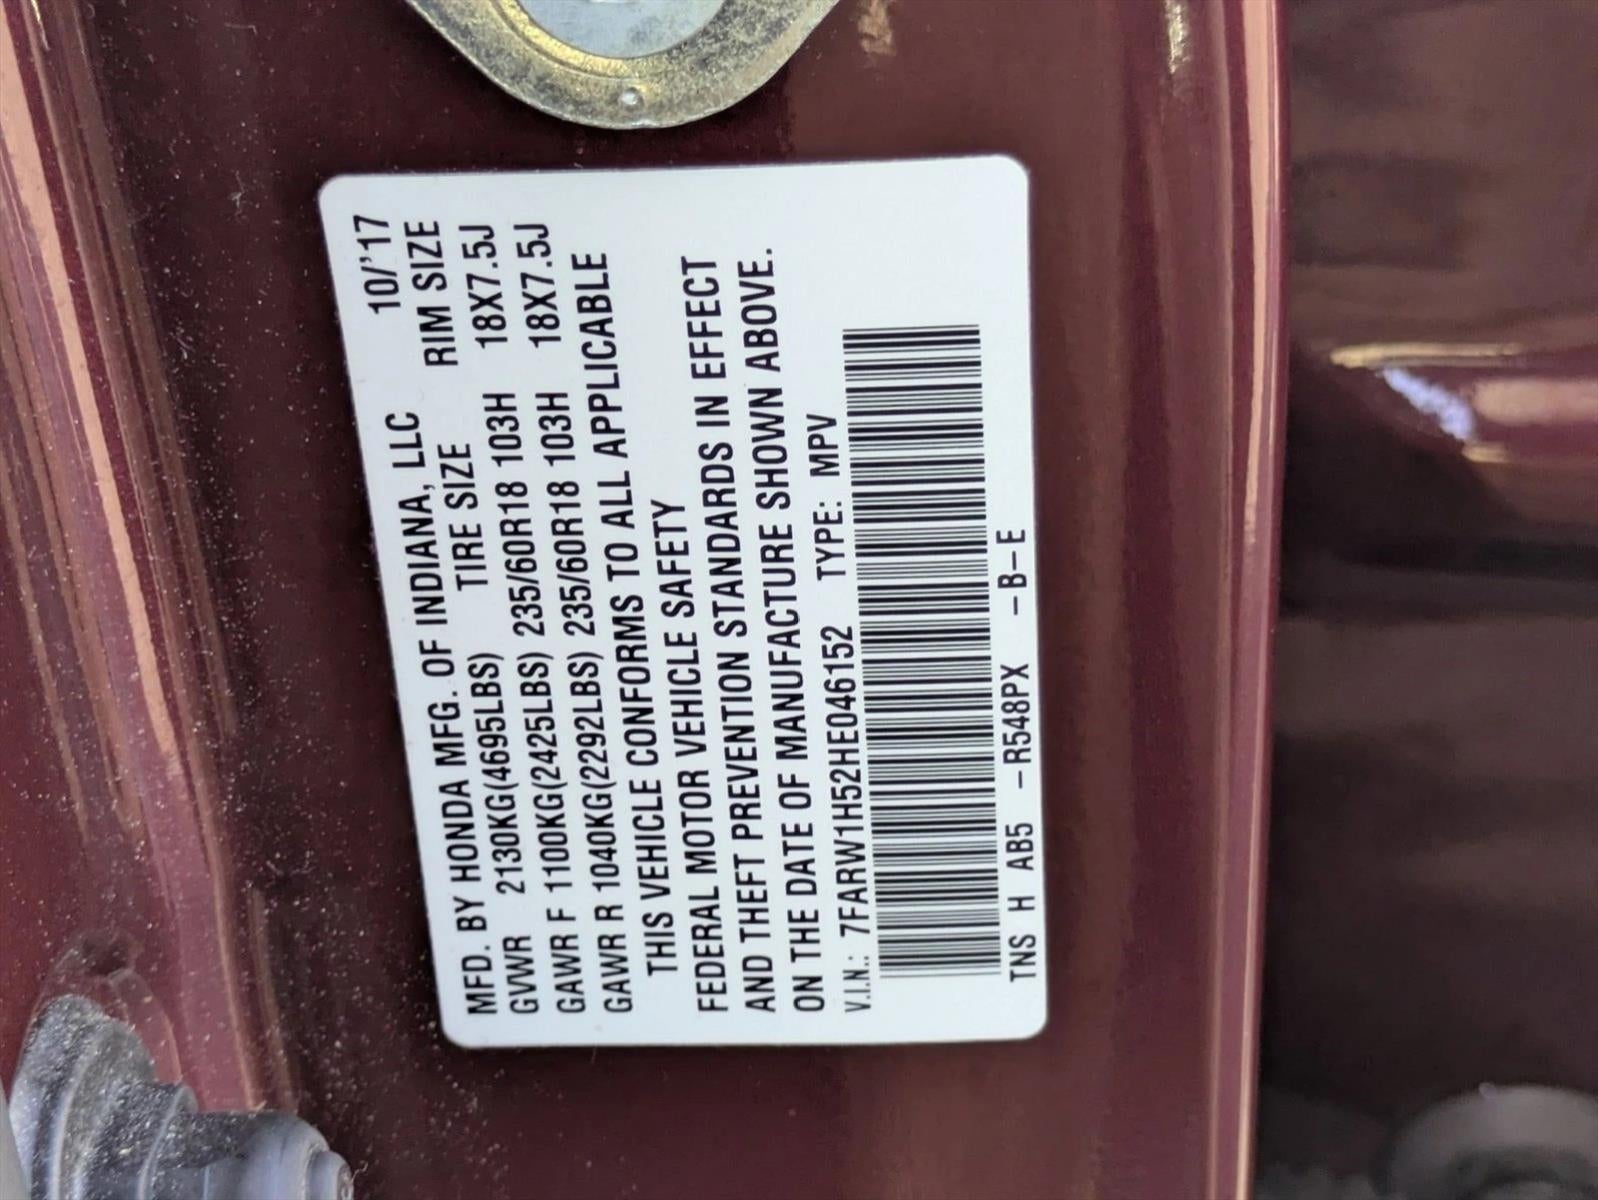 MFD. BY HONDA MFG. OF INDIANA, LLC 10/'17
GVWR 2130KG(4695LBS) TIRE SIZE RIM SIZE
GAWR F 1100KG(2425LBS) 235/60R18 103H 18X7.5J
GAWR R 1040KG(2292LBS) 235/60R18 103H 18X7.5J
THIS VEHICLE CONFORMS TO ALL APPLICABLE
FEDERAL MOTOR VEHICLE SAFETY
AND THEFT PREVENTION STANDARDS IN EFFECT
ON THE DATE OF MANUFACTURE SHOWN ABOVE.
V.I.N.: 7FARW1H52HE046152 TYPE: MPV
TNS H AB5 -R548PX -B-E